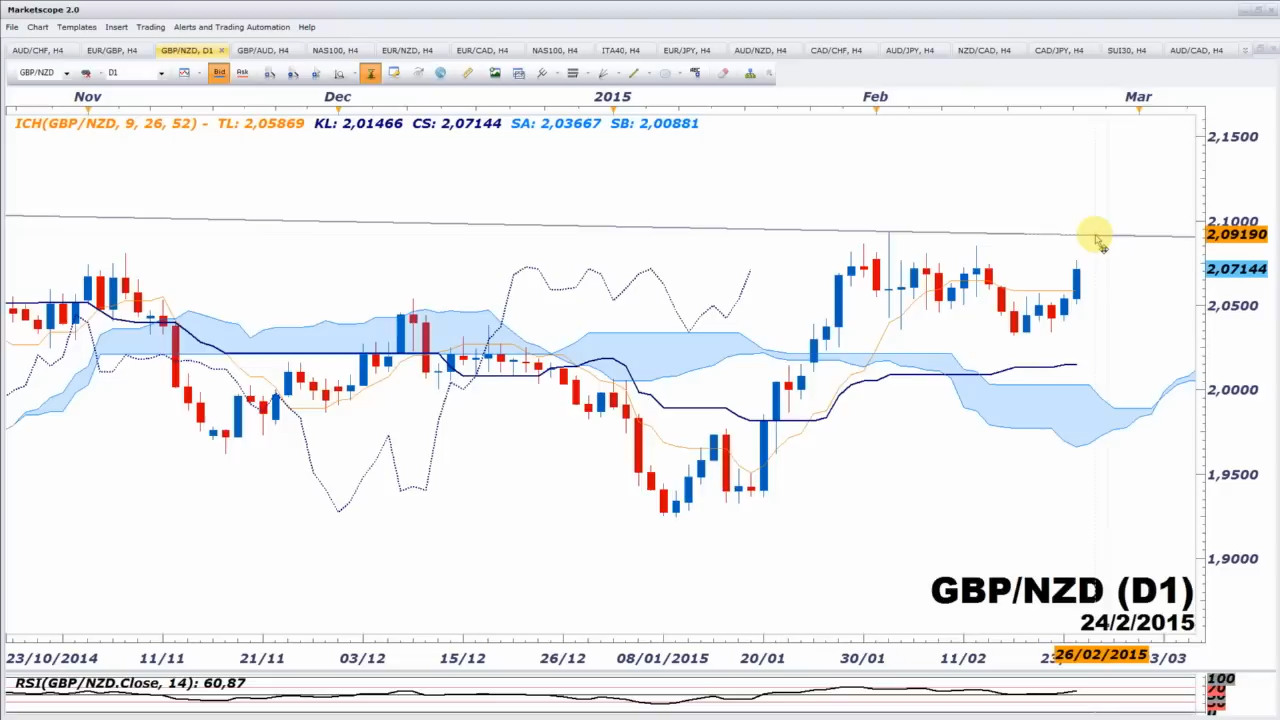 Marketscope 2.0
File Chart Templates Insert Trading Alerts and Trading Automation Help
AUD/CHF, H4 EUR/GBP, H4 GBP/NZD, D1 GBP/AUD, H4 NAS100, H4 EUR/NZD, H4 EUR/CAD, H4 NAS100, H4 ITA40, H4 EUR/JPY, H4 AUD/NZD, H4 CAD/CHF, H4 AUD/JPY, H4 NZD/CAD, H4 CAD/JPY, H4 SUI30, H4 AUD/CAD, H4
GBP/NZD D1 Bid Rsk
Nov Dec 2015 Feb Mar
ICH(GBP/NZD, 9, 26, 52) - TL: 2,05869 KL: 2,01466 CS: 2,07144 SA: 2,03667 SB: 2,00881
2,1500
2,1000
2,09190
2,07144
2,0500
2,0000
1,9500
1,9000
GBP/NZD (D1)
24/2/2015
23/10/2014 11/11 21/11 03/12 15/12 26/12 08/01/2015 20/01 30/01 11/02 26/02/2015 3/03
RSI(GBP/NZD.Close, 14): 60,87
100